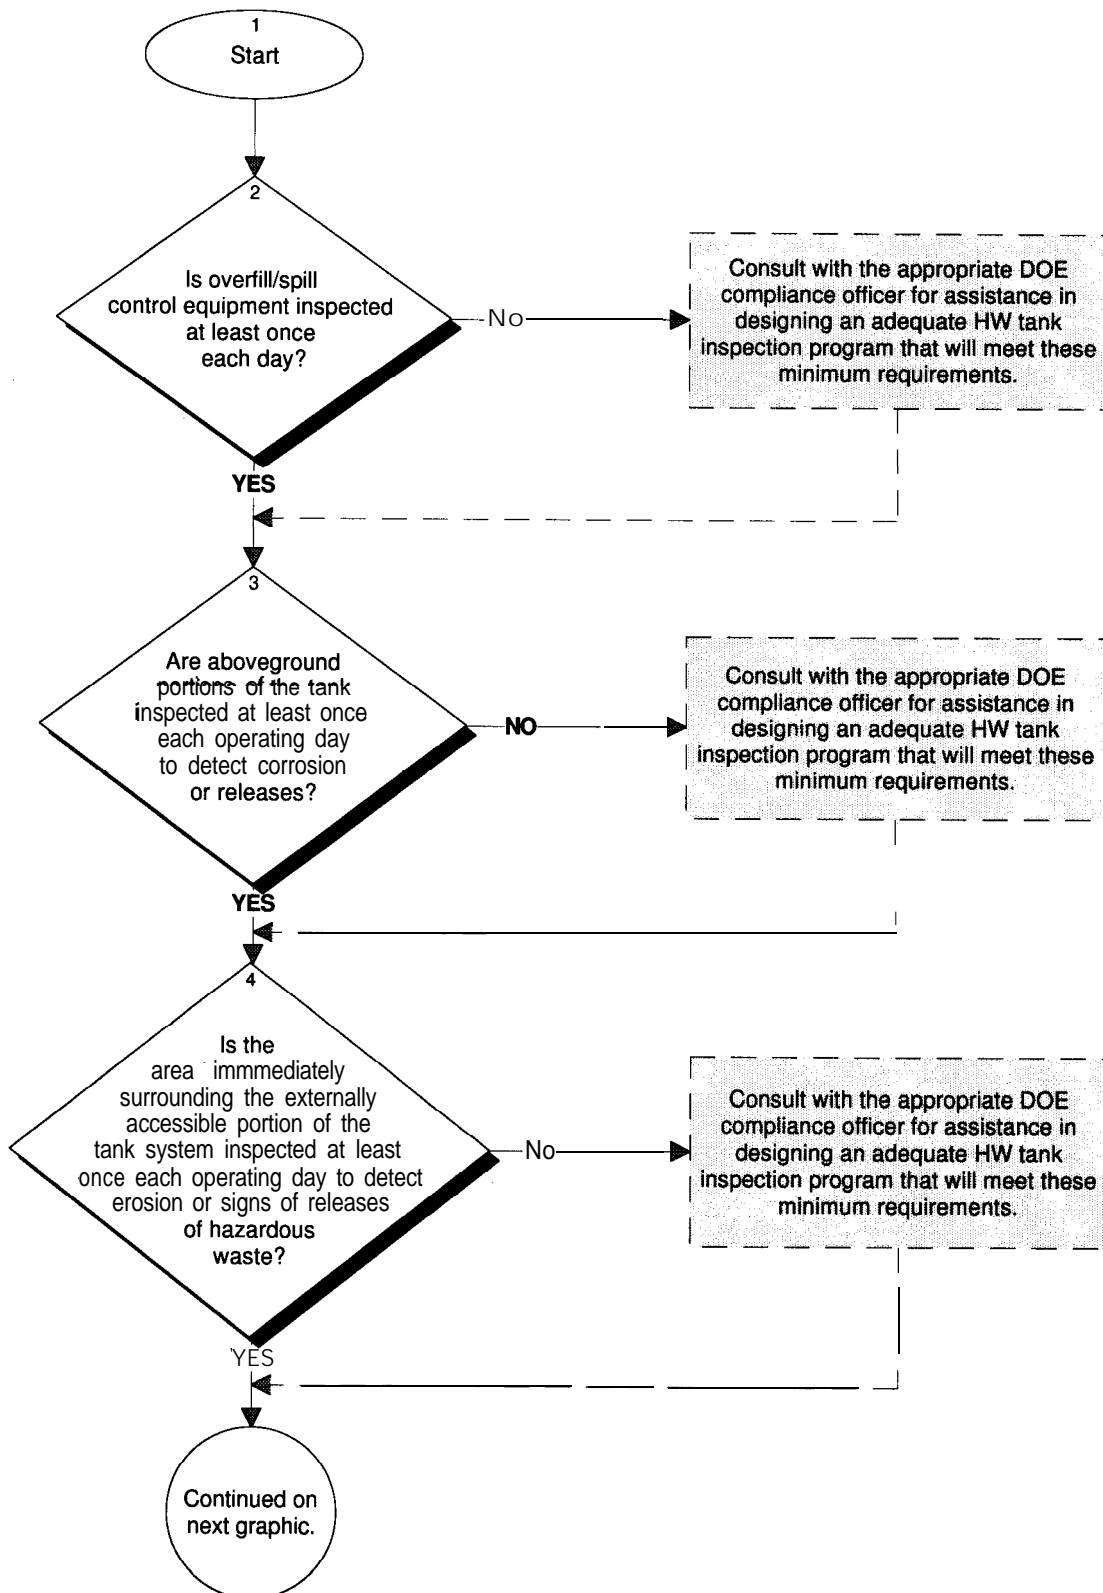 1
Start
2
Is overfill/spill
control equipment inspected
at least once
each day?
No
Consult with the appropriate DOE
compliance officer for assistance in
designing an adequate HW tank
inspection program that will meet these
minimum requirements.
YES
3
Are aboveground
portions of the tank
inspected at least once
each operating day
to detect corrosion
or releases?
NO
Consult with the appropriate DOE
compliance officer for assistance in
designing an adequate HW tank
inspection program that will meet these
minimum requirements.
YES
4
Is the
area immmediately
surrounding the externally
accessible portion of the
tank system inspected at least
once each operating day to detect
erosion or signs of releases
of hazardous
waste?
No
Consult with the appropriate DOE
compliance officer for assistance in
designing an adequate HW tank
inspection program that will meet these
minimum requirements.
YES
Continued on
next graphic.